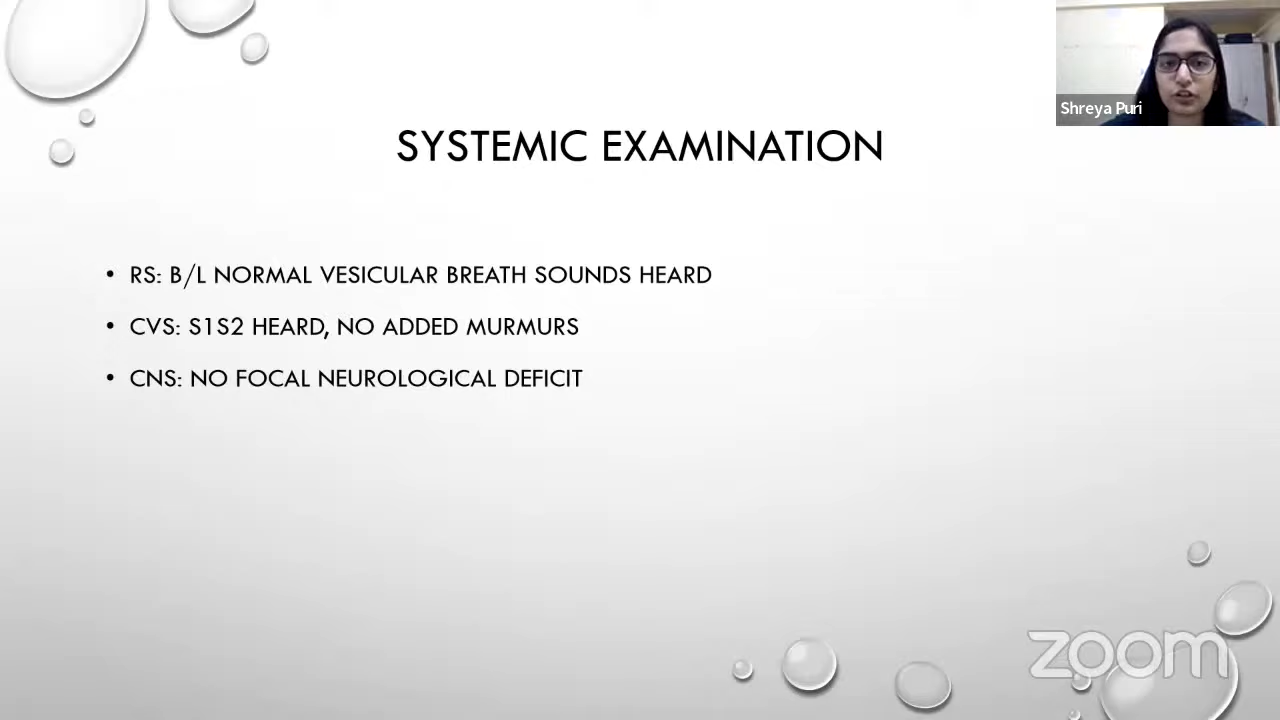 Shreya Puri
SYSTEMIC EXAMINATION
• RS: B/L NORMAL VESICULAR BREATH SOUNDS HEARD
• CVS: S1S2 HEARD, NO ADDED MURMURS
• CNS: NO FOCAL NEUROLOGICAL DEFICIT
zoom